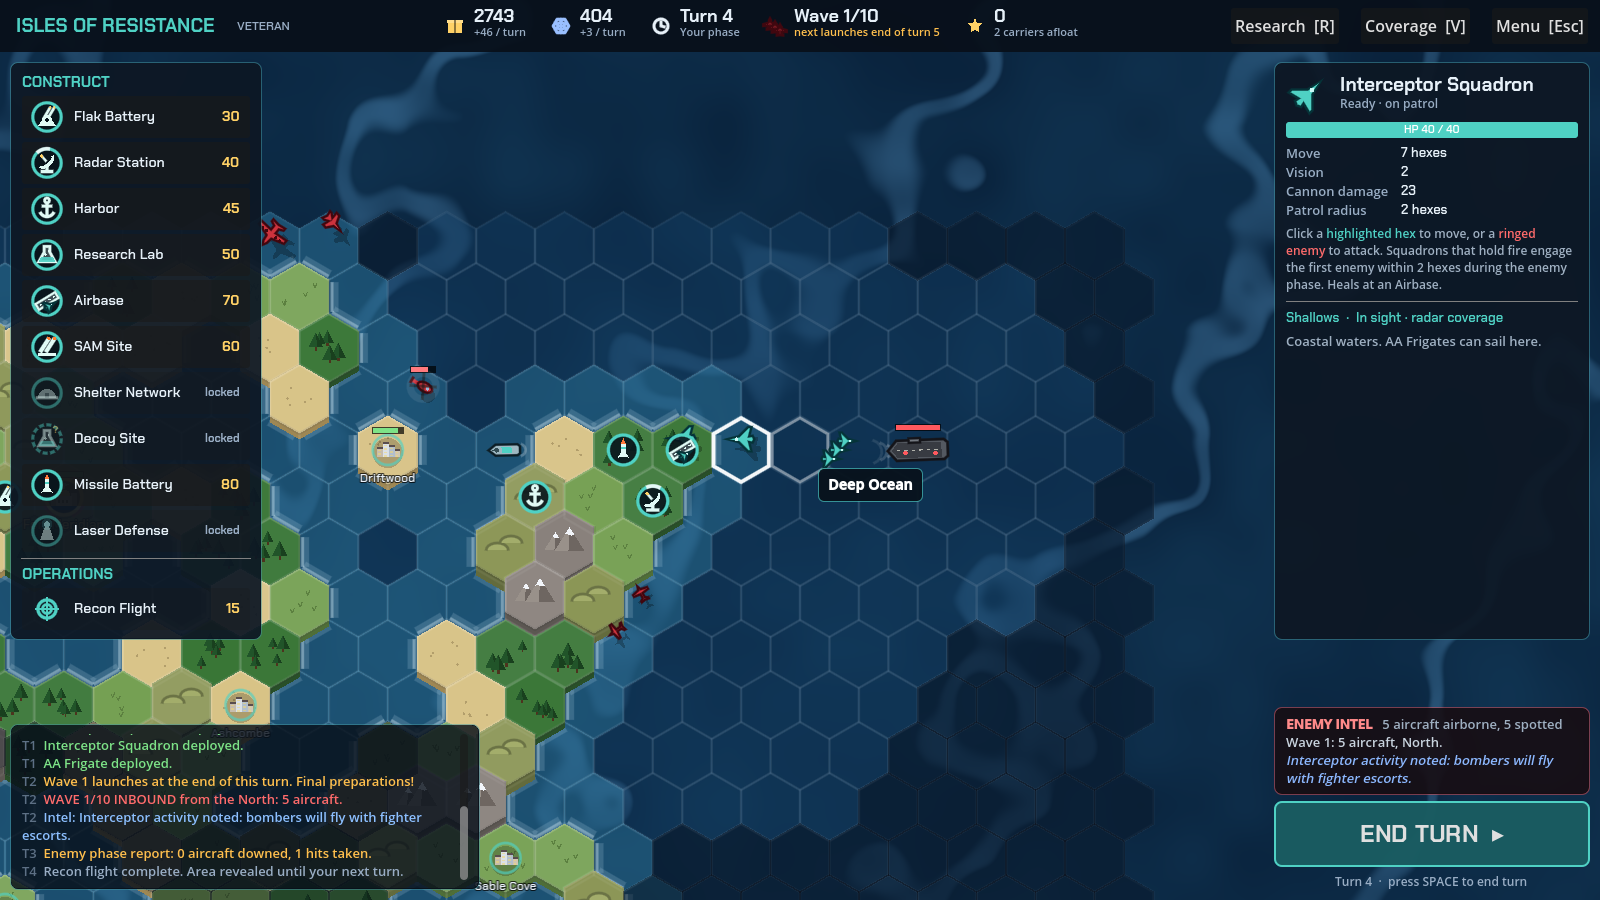 ISLES OF RESISTANCE
VETERAN
2743
+46 / turn
404
+3 / turn
Turn 4
Your phase
Wave 1/10
next launches end of turn 5
0
2 carriers afloat
Research [R]
Coverage [V]
Menu [Esc]
CONSTRUCT
Flak Battery 30
Radar Station 40
Harbor 45
Research Lab 50
Airbase 70
SAM Site 60
Shelter Network locked
Decoy Site locked
Missile Battery 80
Laser Defense locked
OPERATIONS
Recon Flight 15
Driftwood
Deep Ocean
Sable Cove
T1 Interceptor Squadron deployed.
T1 AA Frigate deployed.
T2 Wave 1 launches at the end of this turn. Final preparations!
T2 WAVE 1/10 INBOUND from the North: 5 aircraft.
T2 Intel: Interceptor activity noted: bombers will fly with fighter
escorts.
T3 Enemy phase report: 0 aircraft downed, 1 hits taken.
T4 Recon flight complete. Area revealed until your next turn.
Interceptor Squadron
Ready · on patrol
HP 40 / 40
Move 7 hexes
Vision 2
Cannon damage 23
Patrol radius 2 hexes
Click a highlighted hex to move, or a ringed
enemy to attack. Squadrons that hold fire engage
the first enemy within 2 hexes during the enemy
phase. Heals at an Airbase.
Shallows · In sight · radar coverage
Coastal waters. AA Frigates can sail here.
ENEMY INTEL 5 aircraft airborne, 5 spotted
Wave 1: 5 aircraft, North.
Interceptor activity noted: bombers will fly
with fighter escorts.
END TURN ►
Turn 4 · press SPACE to end turn